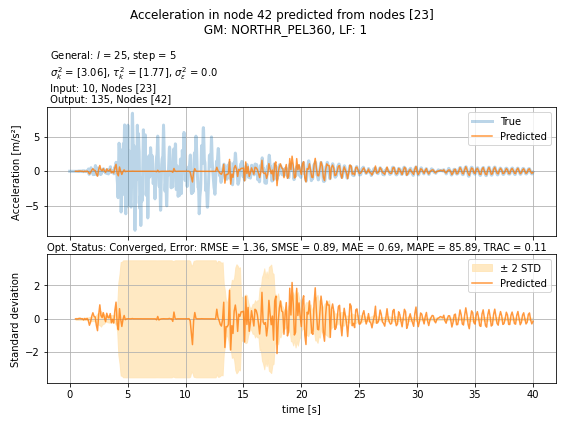 Acceleration in node 42 predicted from nodes [23]
GM: NORTHR_PEL360, LF: 1
General: l = 25, step = 5
σ²ₖ = [3.06], τ²ₖ = [1.77], σ²ε = 0.0
Input: 10, Nodes [23]
Output: 135, Nodes [42]
Acceleration [m/s²]
5
0
−5
True
Predicted
Opt. Status: Converged, Error: RMSE = 1.36, SMSE = 0.89, MAE = 0.69, MAPE = 85.89, TRAC = 0.11
Standard deviation
2
0
−2
± 2 STD
Predicted
0 5 10 15 20 25 30 35 40
time [s]